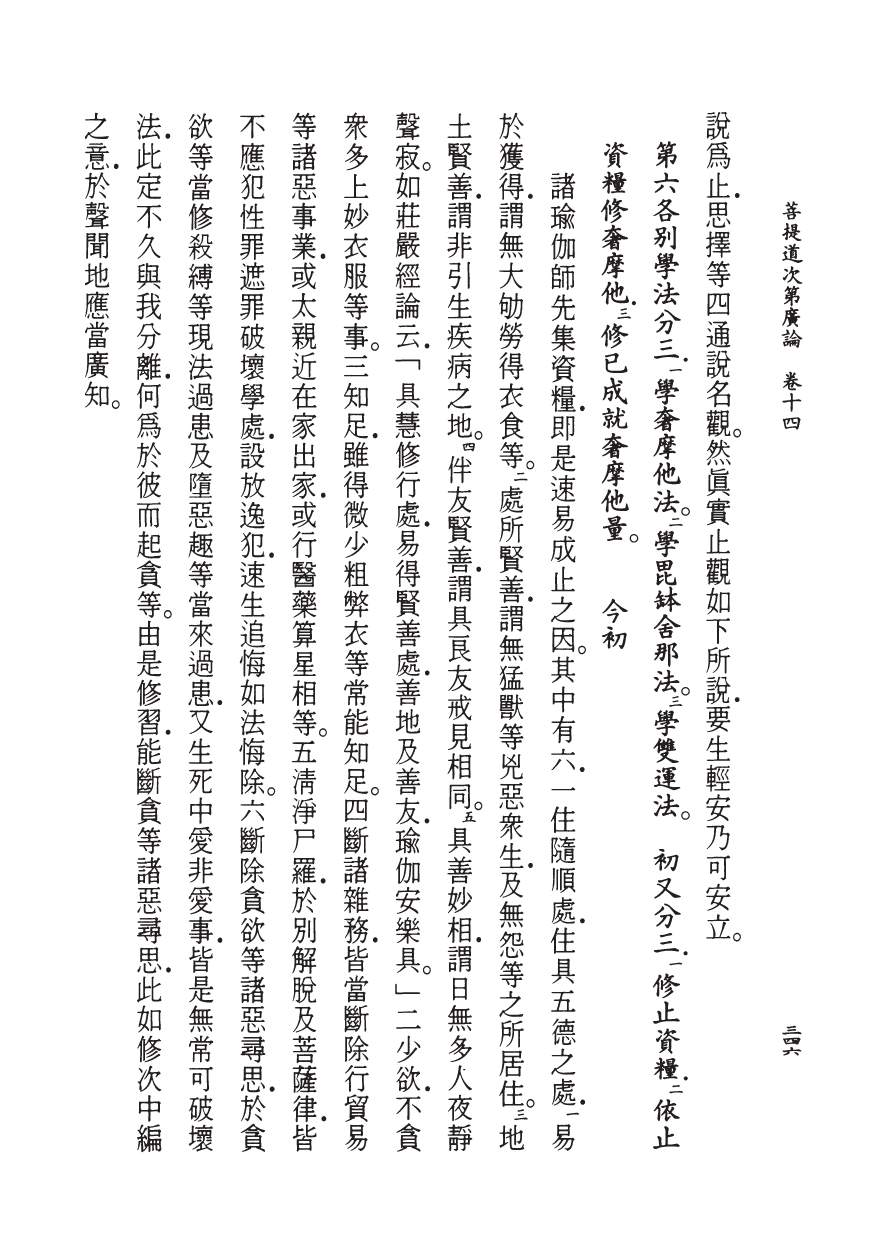 菩提道次第廣論　卷十四
三四六
說爲止．思擇等四通說名觀。然眞實止觀如下所說．要生輕安乃可安立。
第六各別學法分三．一學奢摩他法。二學毘缽舍那法。三學雙運法。　初又分三．一修止資糧．二依止
資糧修奢摩他．三修已成就奢摩他量。　今初
諸瑜伽師先集資糧．即是速易成止之因。其中有六．一住隨順處．住具五德之處．一易
於獲得．謂無大劬勞得衣食等。二處所賢善．謂無猛獸等兇惡衆生．及無怨等之所居住。三地
土賢善．謂非引生疾病之地。四伴友賢善．謂具良友戒見相同。五具善妙相．謂日無多人夜靜
聲寂。如莊嚴經論云．「具慧修行處．易得賢善處．善地及善友．瑜伽安樂具。」二少欲．不貪
衆多上妙衣服等事。三知足．雖得微少粗弊衣等常能知足。四斷諸雜務．皆當斷除行貿易
等諸惡事業．或太親近在家出家．或行醫藥算星相等。五淸淨尸羅．於別解脫及菩薩律．皆
不應犯性罪遮罪破壞學處．設放逸犯．速生追悔如法悔除。六斷除貪欲等諸惡尋思．於貪
欲等當修殺縛等現法過患及墮惡趣等當來過患．又生死中愛非愛事．皆是無常可破壞
法．此定不久與我分離．何爲於彼而起貪等。由是修習．能斷貪等諸惡尋思．此如修次中編
之意．於聲聞地應當廣知。